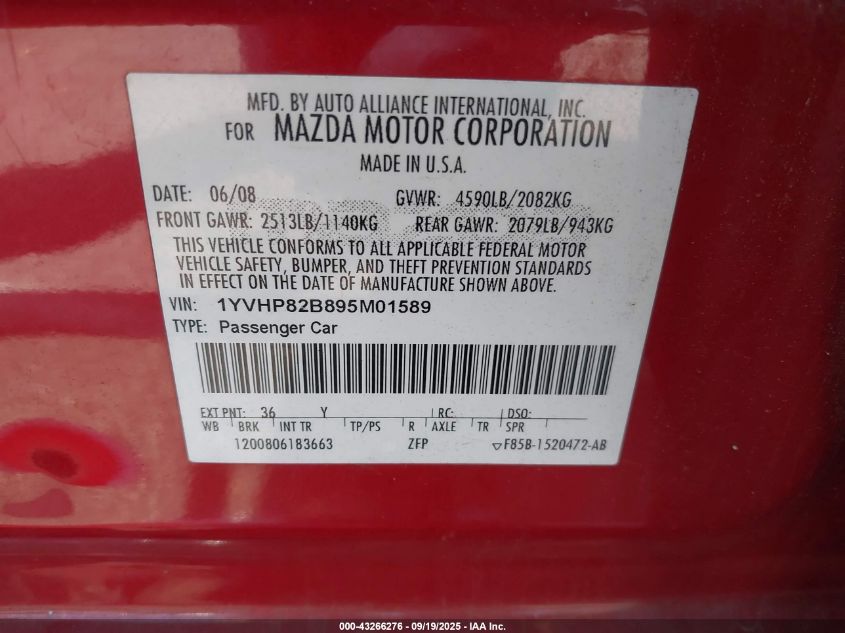 MFD. BY AUTO ALLIANCE INTERNATIONAL, INC.
FOR MAZDA MOTOR CORPORATION
MADE IN U.S.A.
DATE: 06/08 GVWR: 4590LB/2082KG
FRONT GAWR: 2513LB/1140KG REAR GAWR: 2079LB/943KG
THIS VEHICLE CONFORMS TO ALL APPLICABLE FEDERAL MOTOR
VEHICLE SAFETY, BUMPER, AND THEFT PREVENTION STANDARDS
IN EFFECT ON THE DATE OF MANUFACTURE SHOWN ABOVE.
VIN: 1YVHP82B895M01589
TYPE: Passenger Car
EXT PNT: 36 Y RC: DSO:
WB BRK INT TR TP/PS R AXLE TR SPR
1200806183663 ZFP F85B-1520472-AB
000-43266276 - 09/19/2025 - IAA Inc.